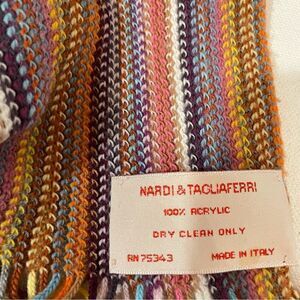 NARDI & TAGLIAFERRI
100% ACRYLIC
DRY CLEAN ONLY
RN 75343 MADE IN ITALY